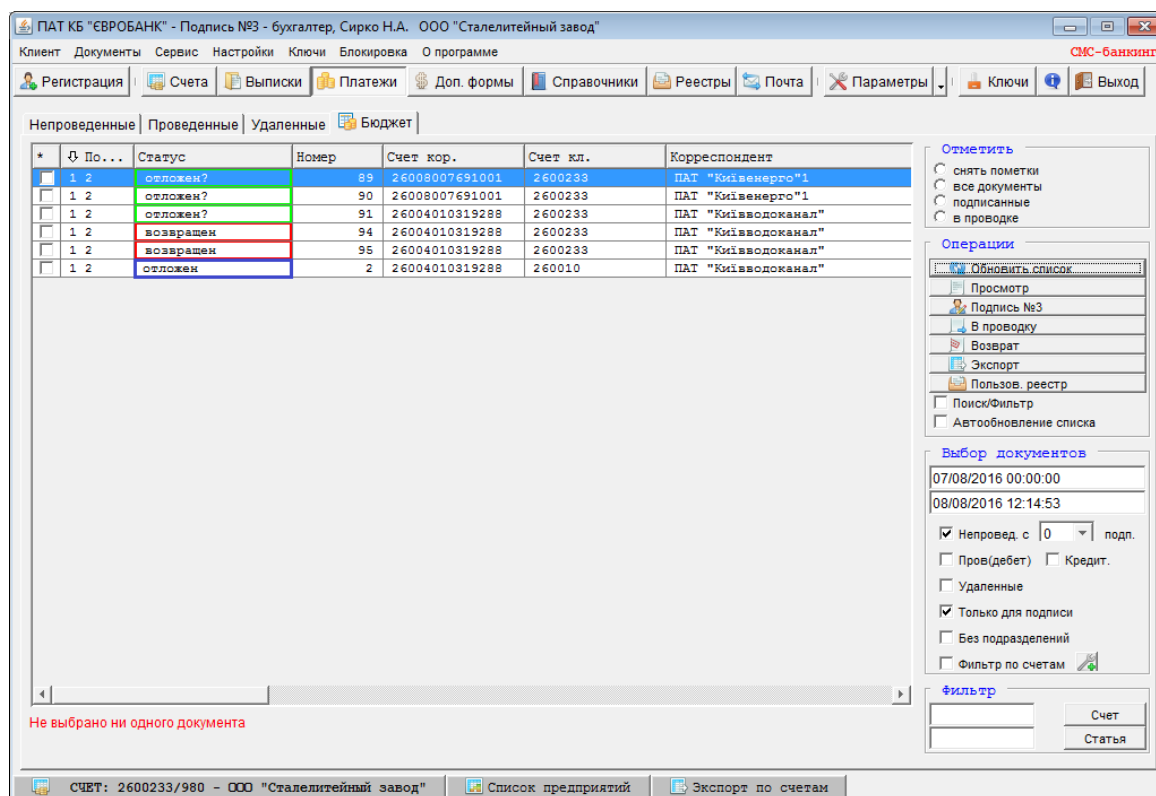 ПАТ КБ "ЄВРОБАНК" - Подпись №3 - бухгалтер, Сирко Н.А.   ООО "Сталелитейный завод"
Клиент Документы Сервис Настройки Ключи Блокировка О программе СМС-банкинг
Регистрация Счета Выписки Платежи Доп. формы Справочники Реестры Почта Параметры Ключи Выход
Непроведенные Проведенные Удаленные Бюджет
* По... Статус Номер Счет кор. Счет кл. Корреспондент
1 2 отложен? 89 26008007691001 2600233 ПАТ "Київенерго"1
1 2 отложен? 90 26008007691001 2600233 ПАТ "Київенерго"1
1 2 отложен? 91 26004010319288 2600233 ПАТ "Київводоканал"
1 2 возвращен 94 26004010319288 2600233 ПАТ "Київводоканал"
1 2 возвращен 95 26004010319288 2600233 ПАТ "Київводоканал"
1 2 отложен 2 26004010319288 260010 ПАТ "Київводоканал"
Отметить
снять пометки
все документы
подписанные
в проводке
Операции
Обновить список
Просмотр
Подпись №3
В проводку
Возврат
Экспорт
Пользов. реестр
Поиск/Фильтр
Автообновление списка
Выбор документов
07/08/2016 00:00:00
08/08/2016 12:14:53
Непровед. с 0 подп.
Пров(дебет) Кредит.
Удаленные
Только для подписи
Без подразделений
Фильтр по счетам
Фильтр
Счет
Статья
Не выбрано ни одного документа
СЧЕТ: 2600233/980 - ООО "Сталелитейный завод" Список предприятий Экспорт по счетам